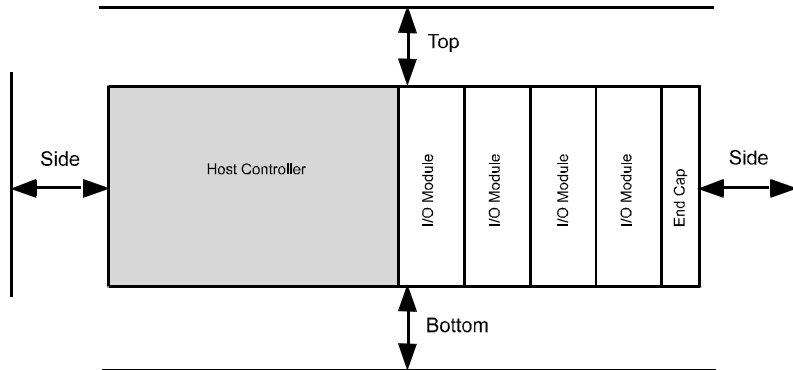 Top
Side
Host Controller
I/O Module
I/O Module
I/O Module
I/O Module
End Cap
Side
Bottom